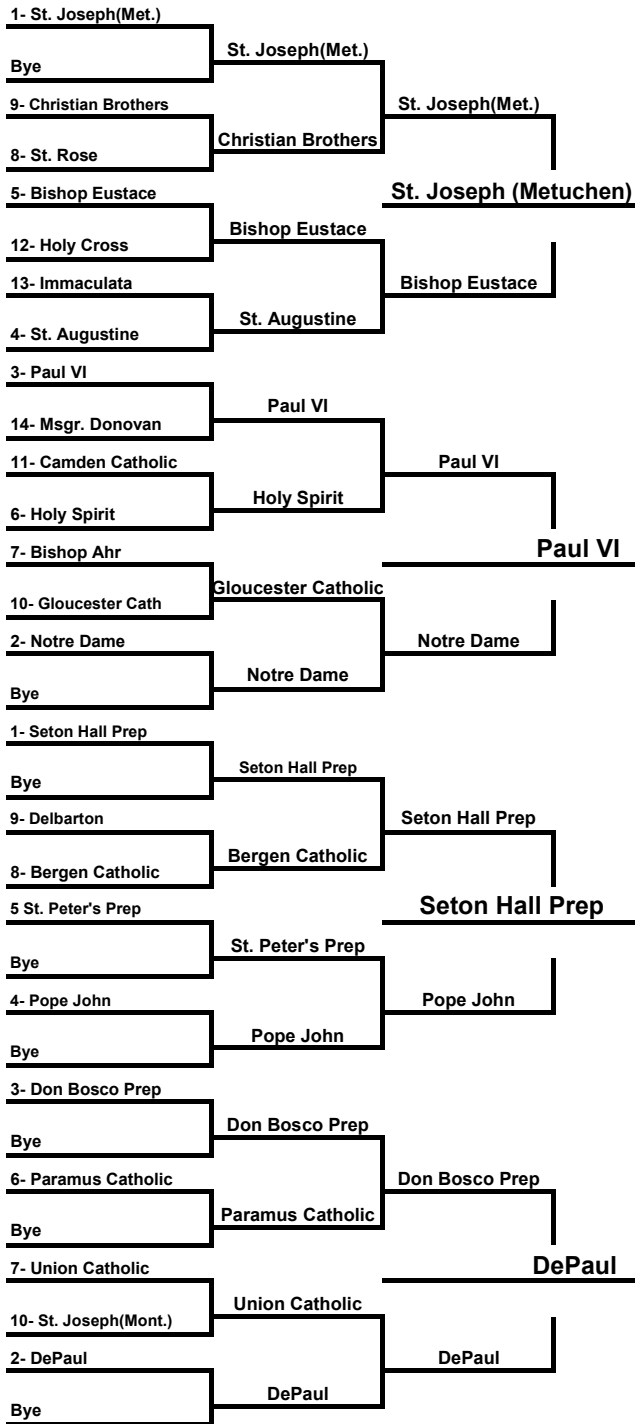 1- St. Joseph(Met.)
St. Joseph(Met.)
Bye
9- Christian Brothers
St. Joseph(Met.)
Christian Brothers
8- St. Rose
5- Bishop Eustace
St. Joseph (Metuchen)
Bishop Eustace
12- Holy Cross
13- Immaculata
Bishop Eustace
St. Augustine
4- St. Augustine
3- Paul VI
Paul VI
14- Msgr. Donovan
11- Camden Catholic
Paul VI
Holy Spirit
6- Holy Spirit
7- Bishop Ahr
Paul VI
Gloucester Catholic
10- Gloucester Cath
2- Notre Dame
Notre Dame
Notre Dame
Bye
1- Seton Hall Prep
Seton Hall Prep
Bye
9- Delbarton
Seton Hall Prep
Bergen Catholic
8- Bergen Catholic
5 St. Peter's Prep
Seton Hall Prep
St. Peter's Prep
Bye
4- Pope John
Pope John
Pope John
Bye
3- Don Bosco Prep
Don Bosco Prep
Bye
6- Paramus Catholic
Don Bosco Prep
Paramus Catholic
Bye
7- Union Catholic
DePaul
Union Catholic
10- St. Joseph(Mont.)
2- DePaul
DePaul
DePaul
Bye